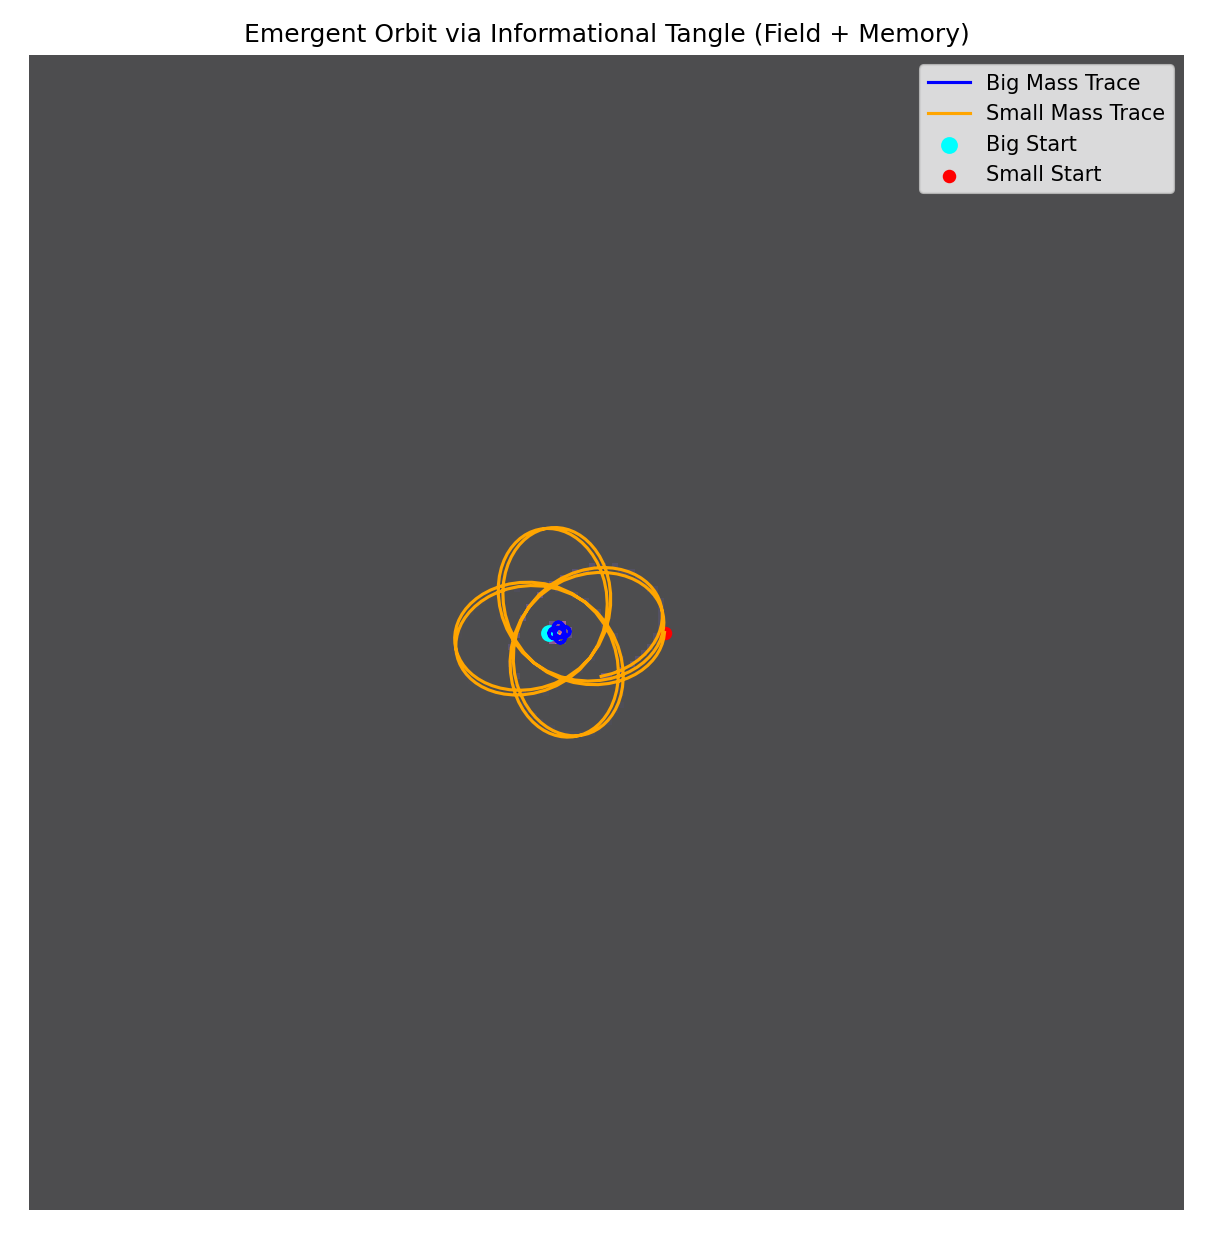 Emergent Orbit via Informational Tangle (Field + Memory)
Big Mass Trace
Small Mass Trace
Big Start
Small Start